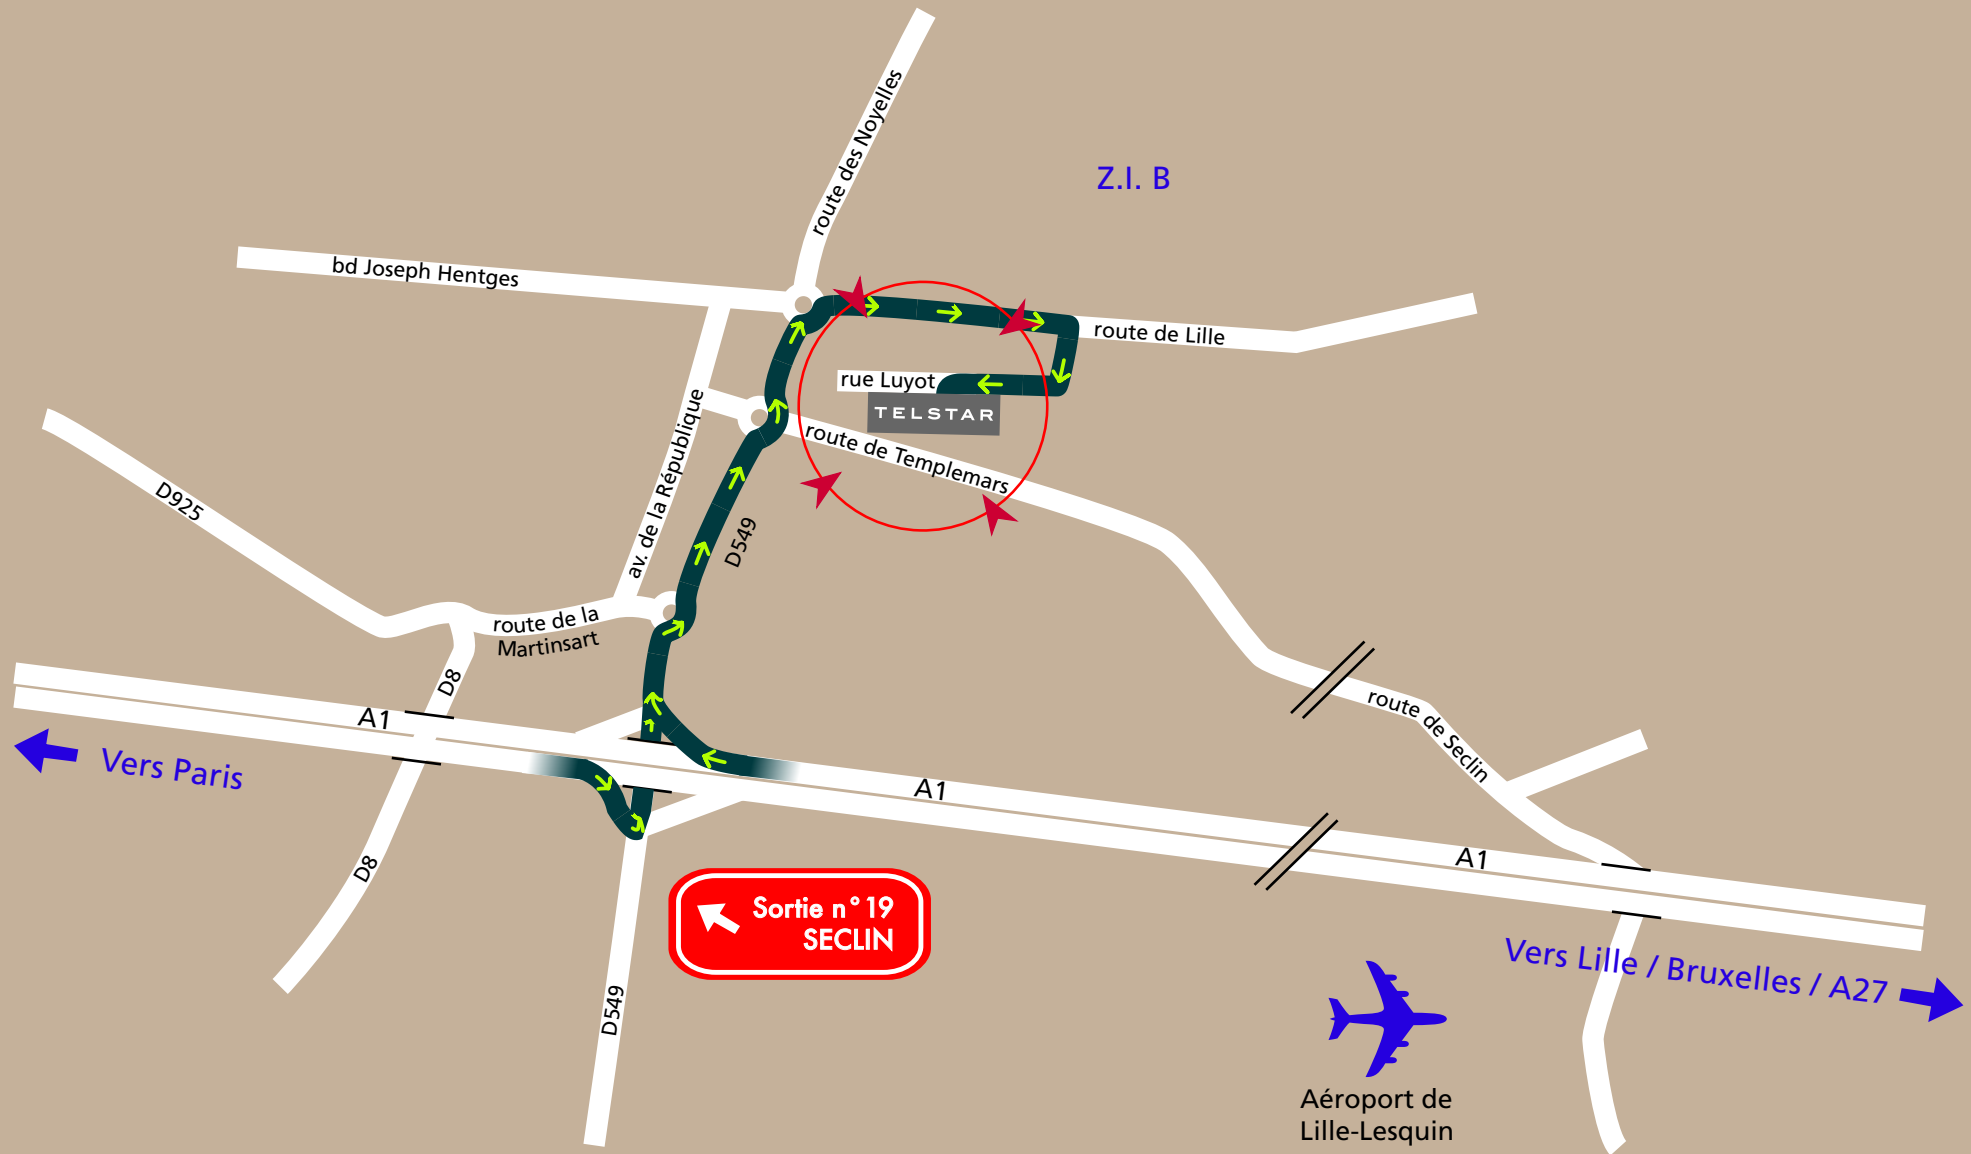 route des Noyelles
Z.I. B
bd Joseph Hentges
route de Lille
rue Luyot
TELSTAR
route de Templemars
av. de la République
D925
D549
route de la
Martinsart
D8
A1
Vers Paris
route de Seclin
A1
A1
D8
Sortie n° 19
SECLIN
Vers Lille / Bruxelles / A27
D549
Aéroport de
Lille-Lesquin